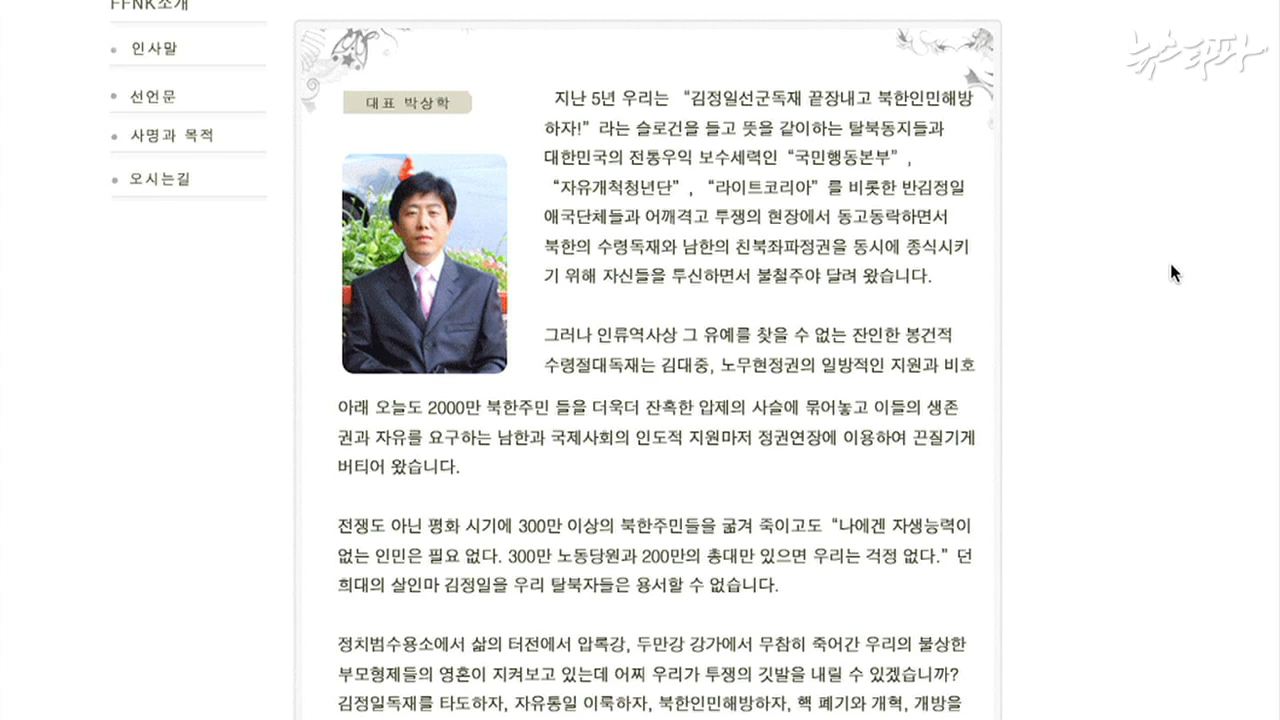 FFNK소개
인사말
선언문
사명과 목적
오시는길
뉴스타파
대표 박상학
지난 5년 우리는 “김정일선군독재 끝장내고 북한인민해방
하자!” 라는 슬로건을 들고 뜻을 같이하는 탈북동지들과
대한민국의 전통우익 보수세력인 “국민행동본부” ,
“자유개척청년단” , “라이트코리아” 를 비롯한 반김정일
애국단체들과 어깨격고 투쟁의 현장에서 동고동락하면서
북한의 수령독재와 남한의 친북좌파정권을 동시에 종식시키
기 위해 자신들을 투신하면서 불철주야 달려 왔습니다.
그러나 인류역사상 그 유예를 찾을 수 없는 잔인한 봉건적
수령절대독재는 김대중, 노무현정권의 일방적인 지원과 비호
아래 오늘도 2000만 북한주민 들을 더욱더 잔혹한 압제의 사슬에 묶어놓고 이들의 생존
권과 자유를 요구하는 남한과 국제사회의 인도적 지원마저 정권연장에 이용하여 끈질기게
버티어 왔습니다.
전쟁도 아닌 평화 시기에 300만 이상의 북한주민들을 굶겨 죽이고도 “나에겐 자생능력이
없는 인민은 필요 없다. 300만 노동당원과 200만의 총대만 있으면 우리는 걱정 없다.” 던
희대의 살인마 김정일을 우리 탈북자들은 용서할 수 없습니다.
정치범수용소에서 삶의 터전에서 압록강, 두만강 강가에서 무참히 죽어간 우리의 불상한
부모형제들의 영혼이 지켜보고 있는데 어찌 우리가 투쟁의 깃발을 내릴 수 있겠습니까?
김정일독재를 타도하자, 자유통일 이룩하자, 북한인민해방하자, 핵 폐기와 개혁, 개방을